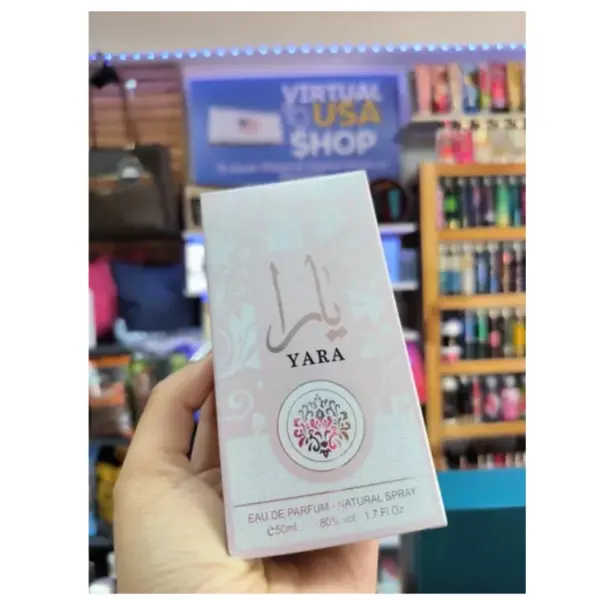 VIRTUAL
USA
SHOP
يارا
YARA
EAU DE PARFUM - NATURAL SPRAY
℮50ml 80% vol 1.7 Fl.Oz